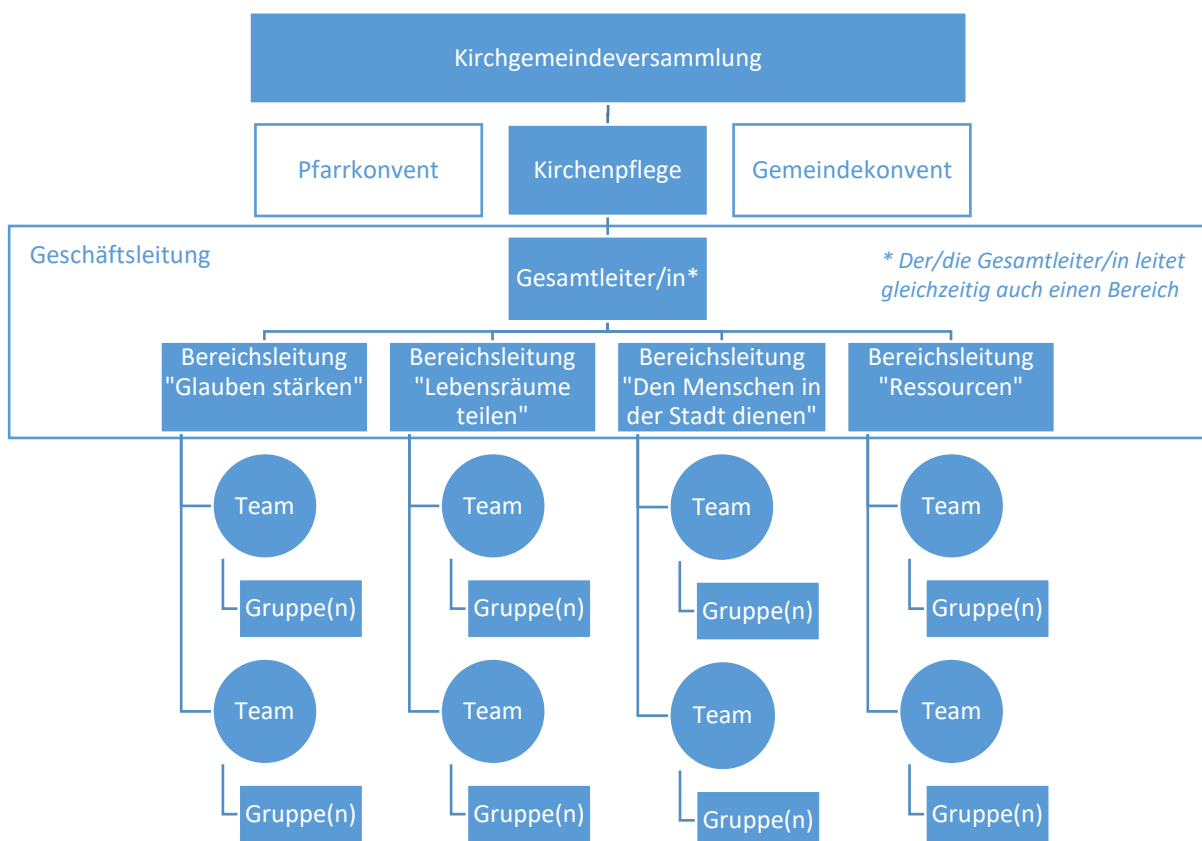 Kirchgemeindeversammlung
Pfarrkonvent
Kirchenpflege
Gemeindekonvent
Geschäftsleitung
Gesamtleiter/in*
* Der/die Gesamtleiter/in leitet
gleichzeitig auch einen Bereich
Bereichsleitung
"Glauben stärken"
Bereichsleitung
"Lebensräume
teilen"
Bereichsleitung
"Den Menschen in
der Stadt dienen"
Bereichsleitung
"Ressourcen"
Team
Team
Team
Team
Gruppe(n)
Gruppe(n)
Gruppe(n)
Gruppe(n)
Team
Team
Team
Team
Gruppe(n)
Gruppe(n)
Gruppe(n)
Gruppe(n)